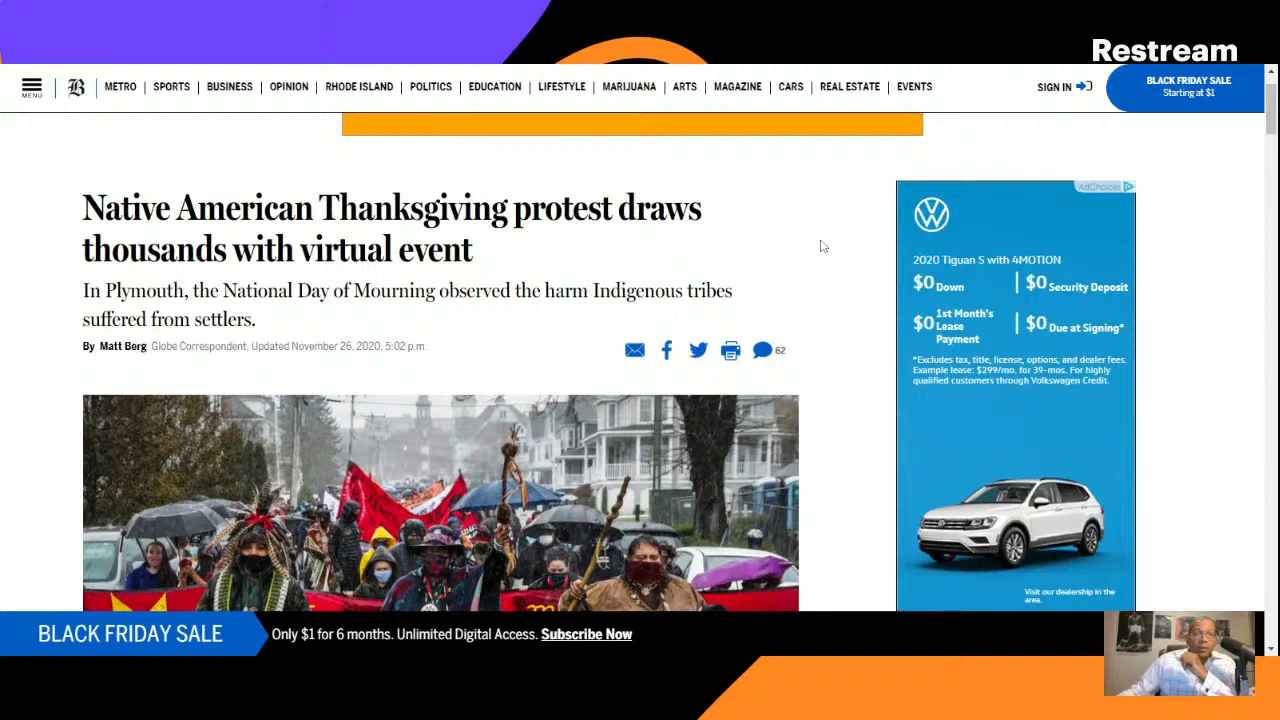 Restream
MENU
B
METRO
SPORTS
BUSINESS
OPINION
RHODE ISLAND
POLITICS
EDUCATION
LIFESTYLE
MARIJUANA
ARTS
MAGAZINE
CARS
REAL ESTATE
EVENTS
SIGN IN
BLACK FRIDAY SALE
Starting at $1
Native American Thanksgiving protest draws
thousands with virtual event
In Plymouth, the National Day of Mourning observed the harm Indigenous tribes
suffered from settlers.
By Matt Berg Globe Correspondent, Updated November 26, 2020, 5:02 p.m.
62
AdChoices
2020 Tiguan S with 4MOTION
$0 Down
$0 Security Deposit
$0 1st Month's
Lease
Payment
$0 Due at Signing*
*Excludes tax, title, license, options, and dealer fees.
Example lease: $299/mo. for 39-mos. For highly
qualified customers through Volkswagen Credit.
Visit our dealership in the
area.
BLACK FRIDAY SALE
Only $1 for 6 months. Unlimited Digital Access. Subscribe Now